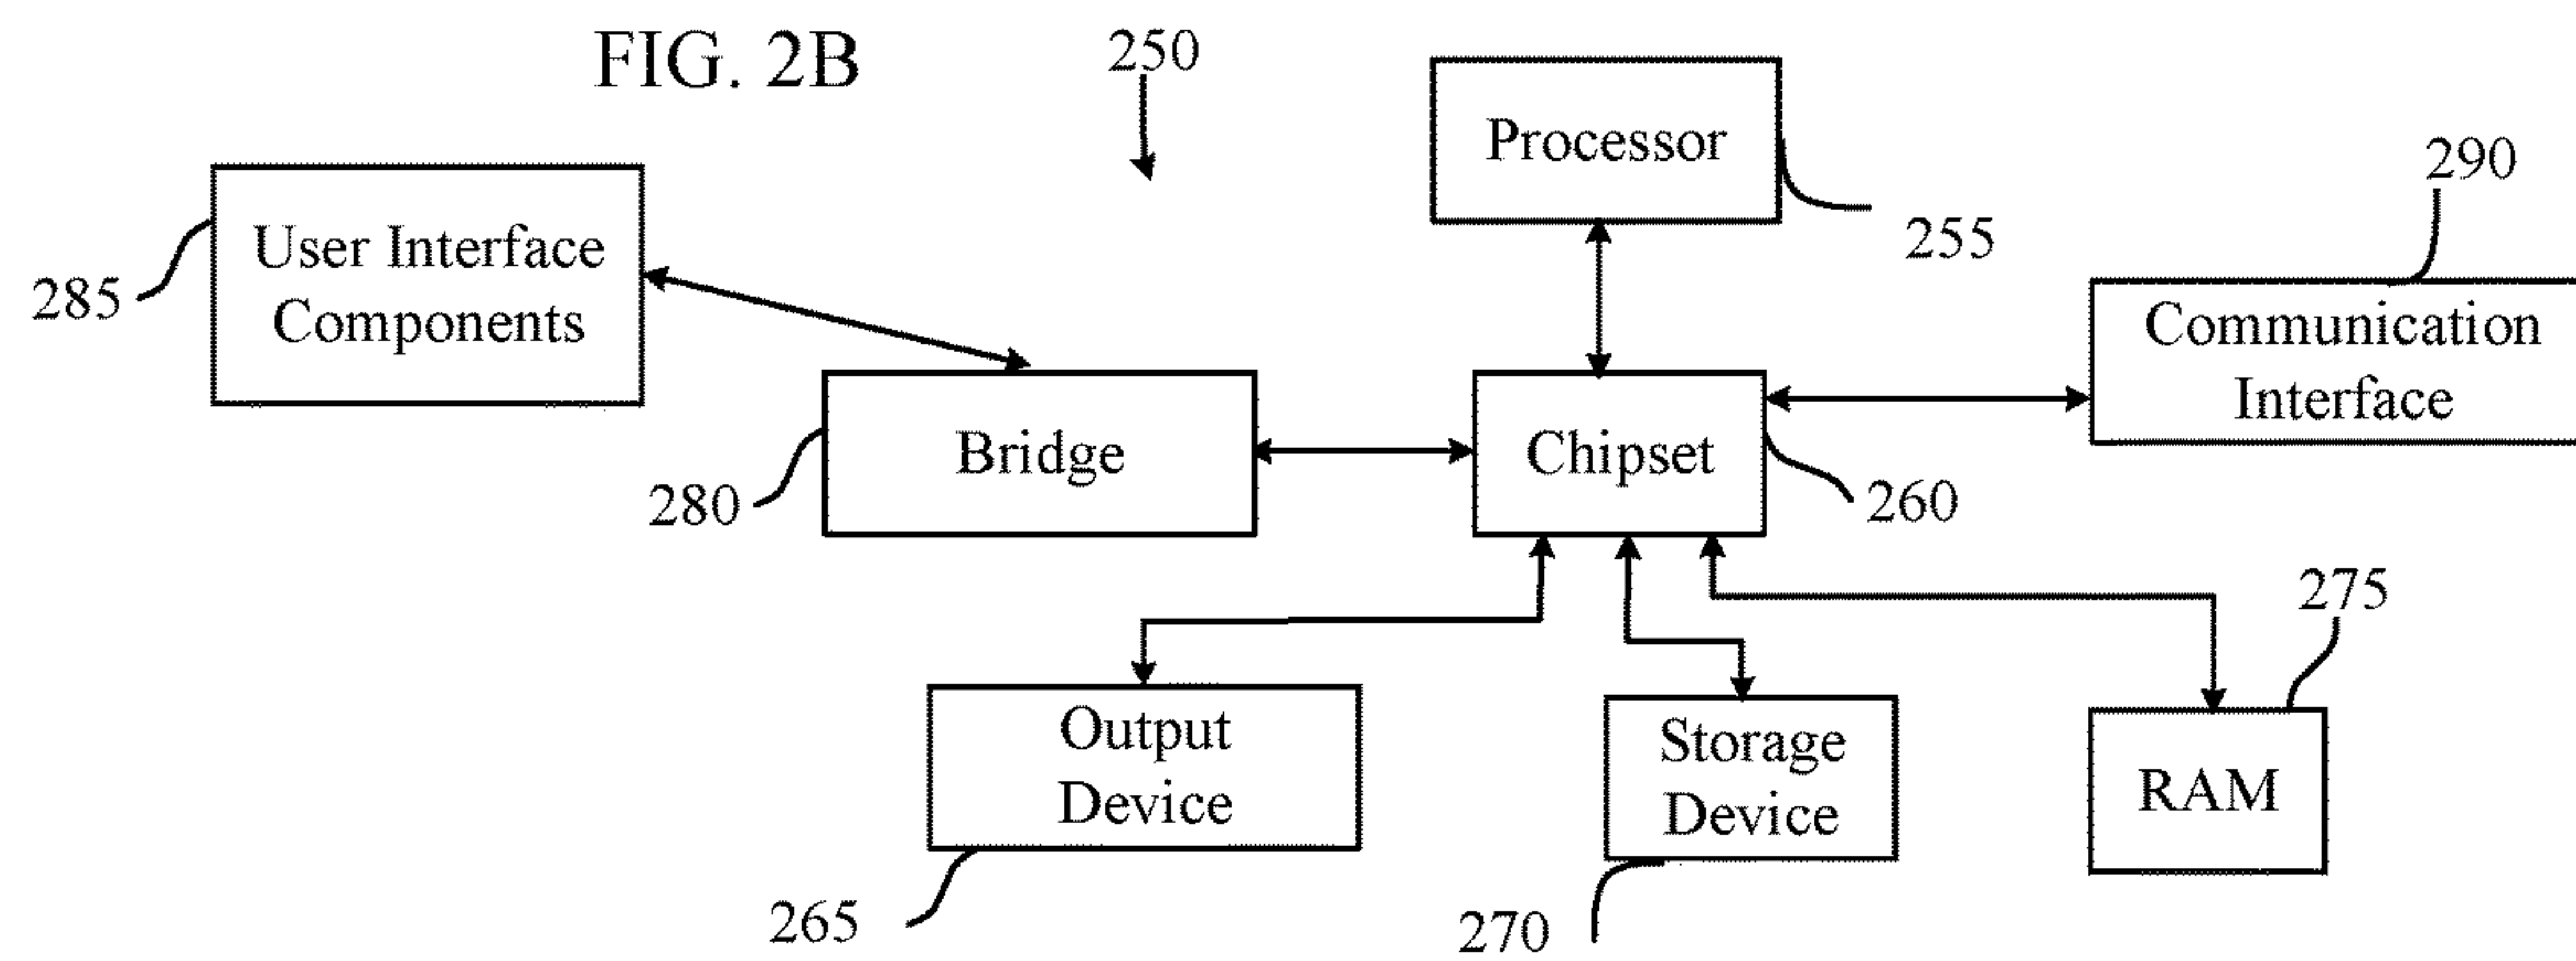 FIG. 2B
250
Processor
255
290
User Interface
Components
285
Communication
Interface
Bridge
280
Chipset
260
275
Output
Device
265
Storage
Device
270
RAM